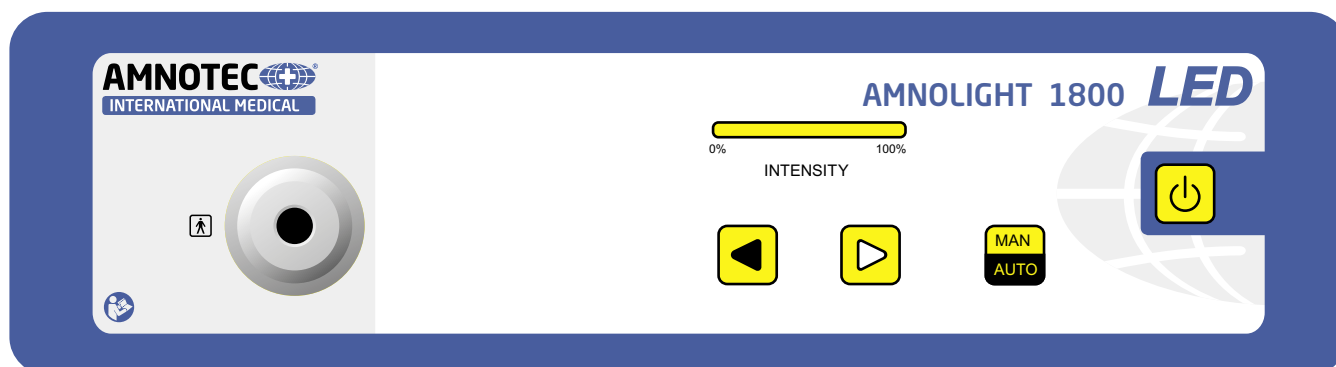 AMNOTEC ®
INTERNATIONAL MEDICAL
AMNOLIGHT 1800 LED
0% 100%
INTENSITY
MAN
AUTO